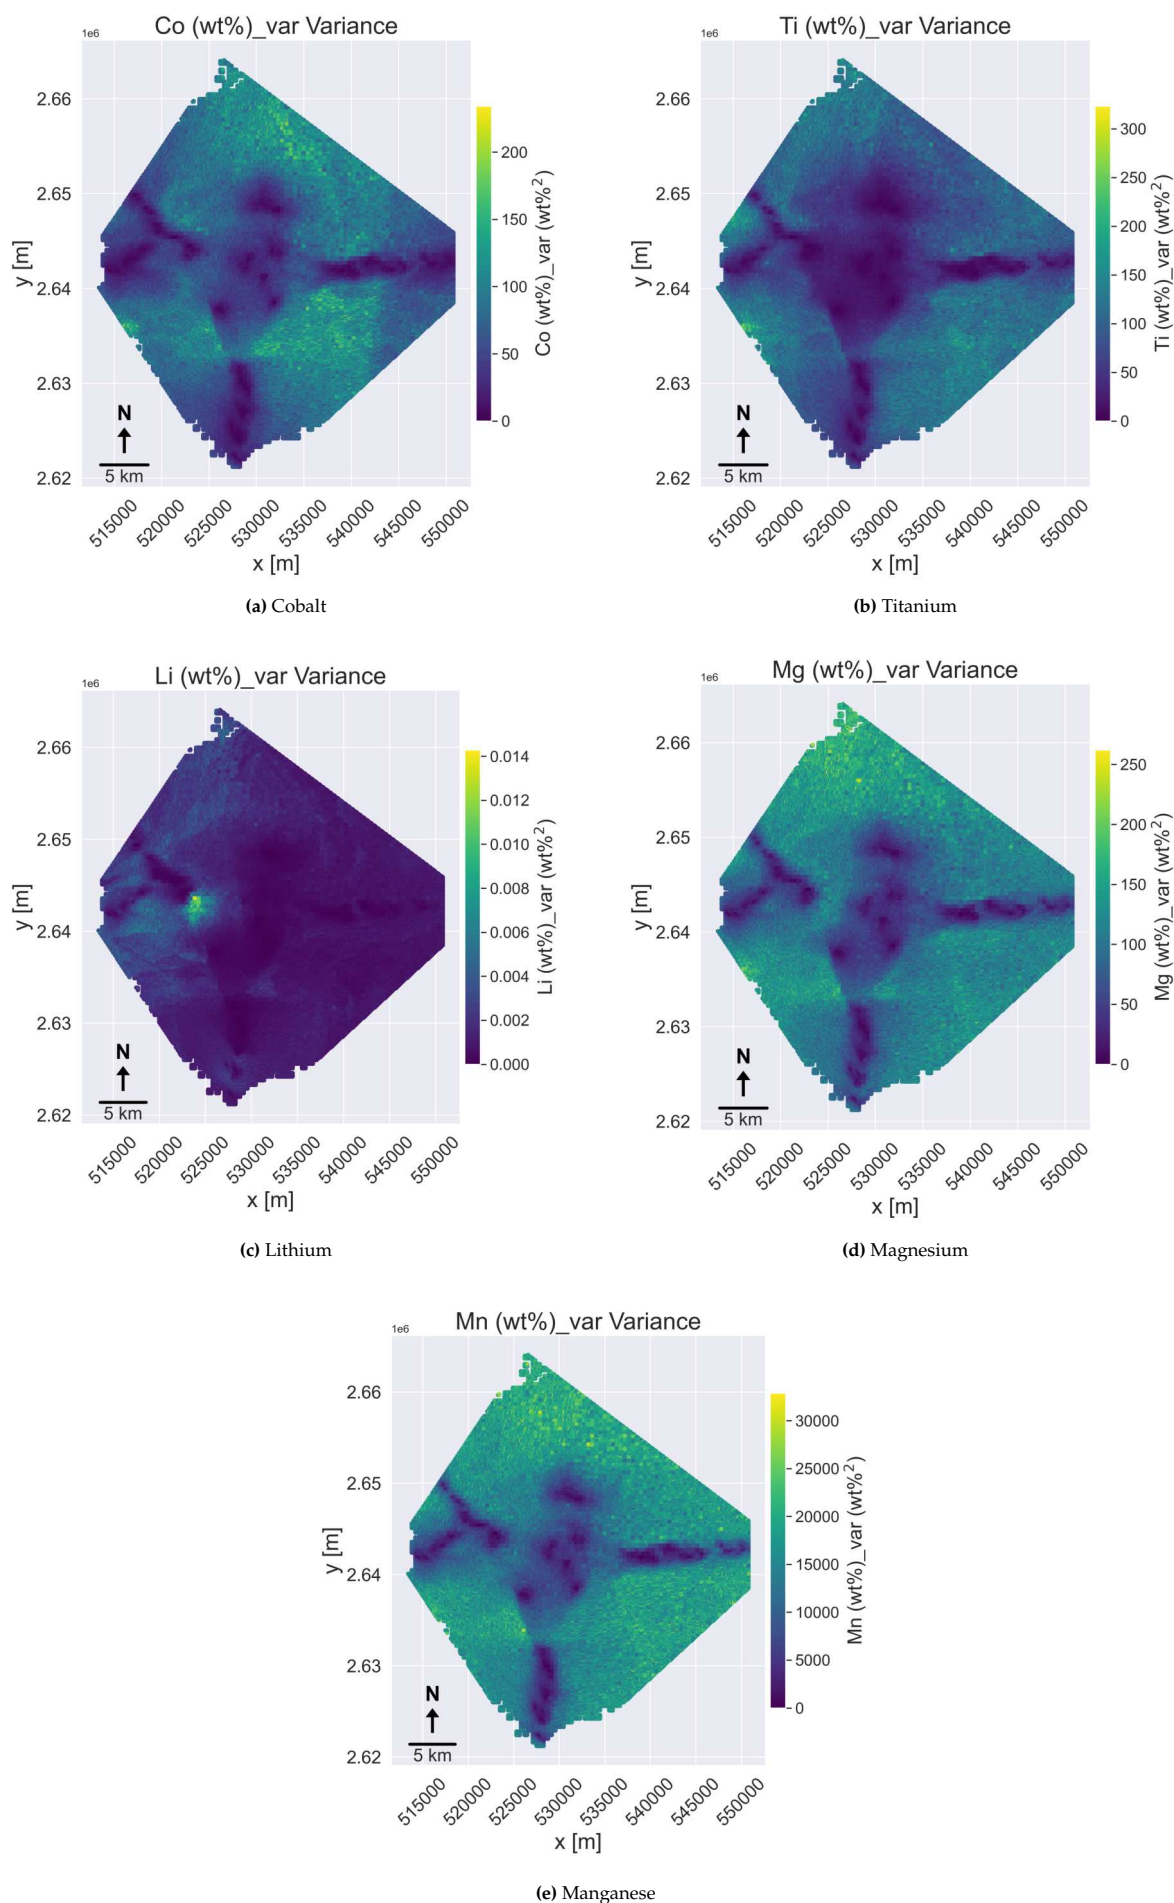 Co (wt%)_var Variance
1e6
2.66
2.65
2.64
2.63
2.62
y [m]
N
5 km
515000
520000
525000
530000
535000
540000
545000
550000
x [m]
200
150
100
50
0
Co (wt%)_var (wt%²)
(a) Cobalt
Ti (wt%)_var Variance
1e6
2.66
2.65
2.64
2.63
2.62
y [m]
N
5 km
515000
520000
525000
530000
535000
540000
545000
550000
x [m]
300
250
200
150
100
50
0
Ti (wt%)_var (wt%²)
(b) Titanium
Li (wt%)_var Variance
1e6
2.66
2.65
2.64
2.63
2.62
y [m]
N
5 km
515000
520000
525000
530000
535000
540000
545000
550000
x [m]
0.014
0.012
0.010
0.008
0.006
0.004
0.002
0.000
Li (wt%)_var (wt%²)
(c) Lithium
Mg (wt%)_var Variance
1e6
2.66
2.65
2.64
2.63
2.62
y [m]
N
5 km
515000
520000
525000
530000
535000
540000
545000
550000
x [m]
250
200
150
100
50
0
Mg (wt%)_var (wt%²)
(d) Magnesium
Mn (wt%)_var Variance
1e6
2.66
2.65
2.64
2.63
2.62
y [m]
N
5 km
515000
520000
525000
530000
535000
540000
545000
550000
x [m]
30000
25000
20000
15000
10000
5000
0
Mn (wt%)_var (wt%²)
(e) Manganese